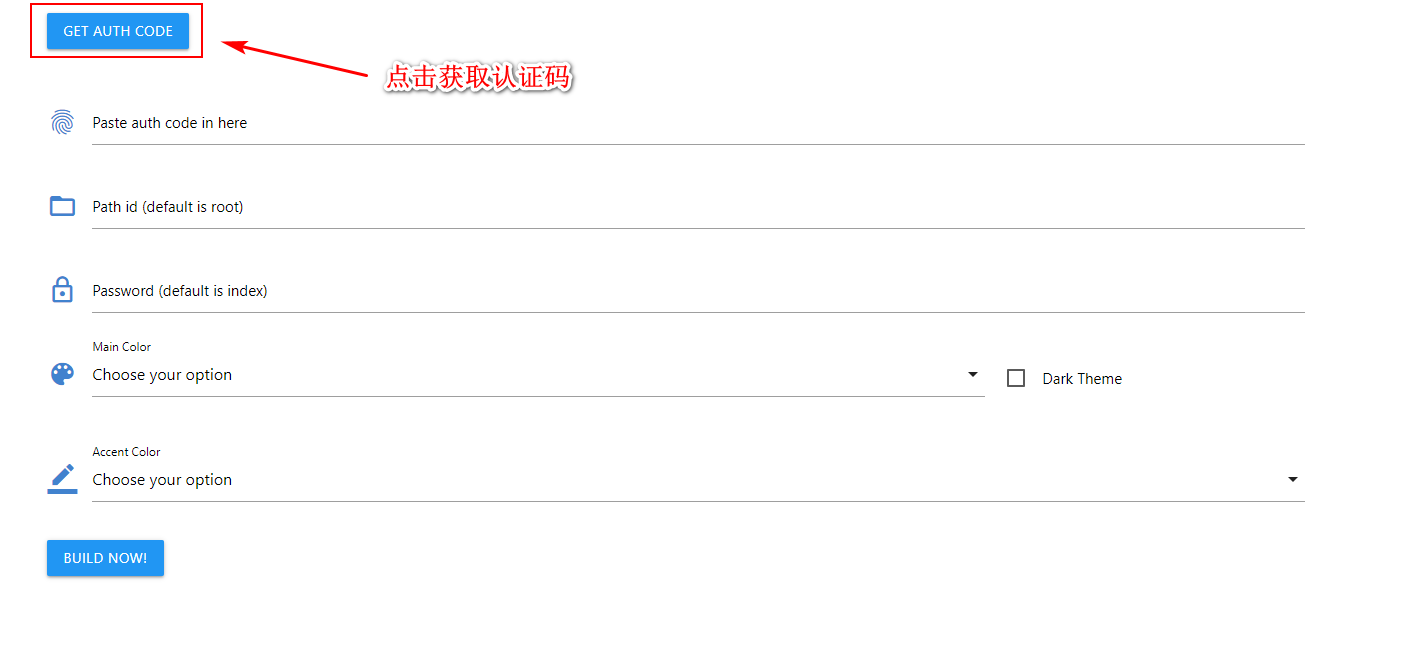 GET AUTH CODE
点击获取认证码
Paste auth code in here
Path id (default is root)
Password (default is index)
Main Color
Choose your option
Dark Theme
Accent Color
Choose your option
BUILD NOW!